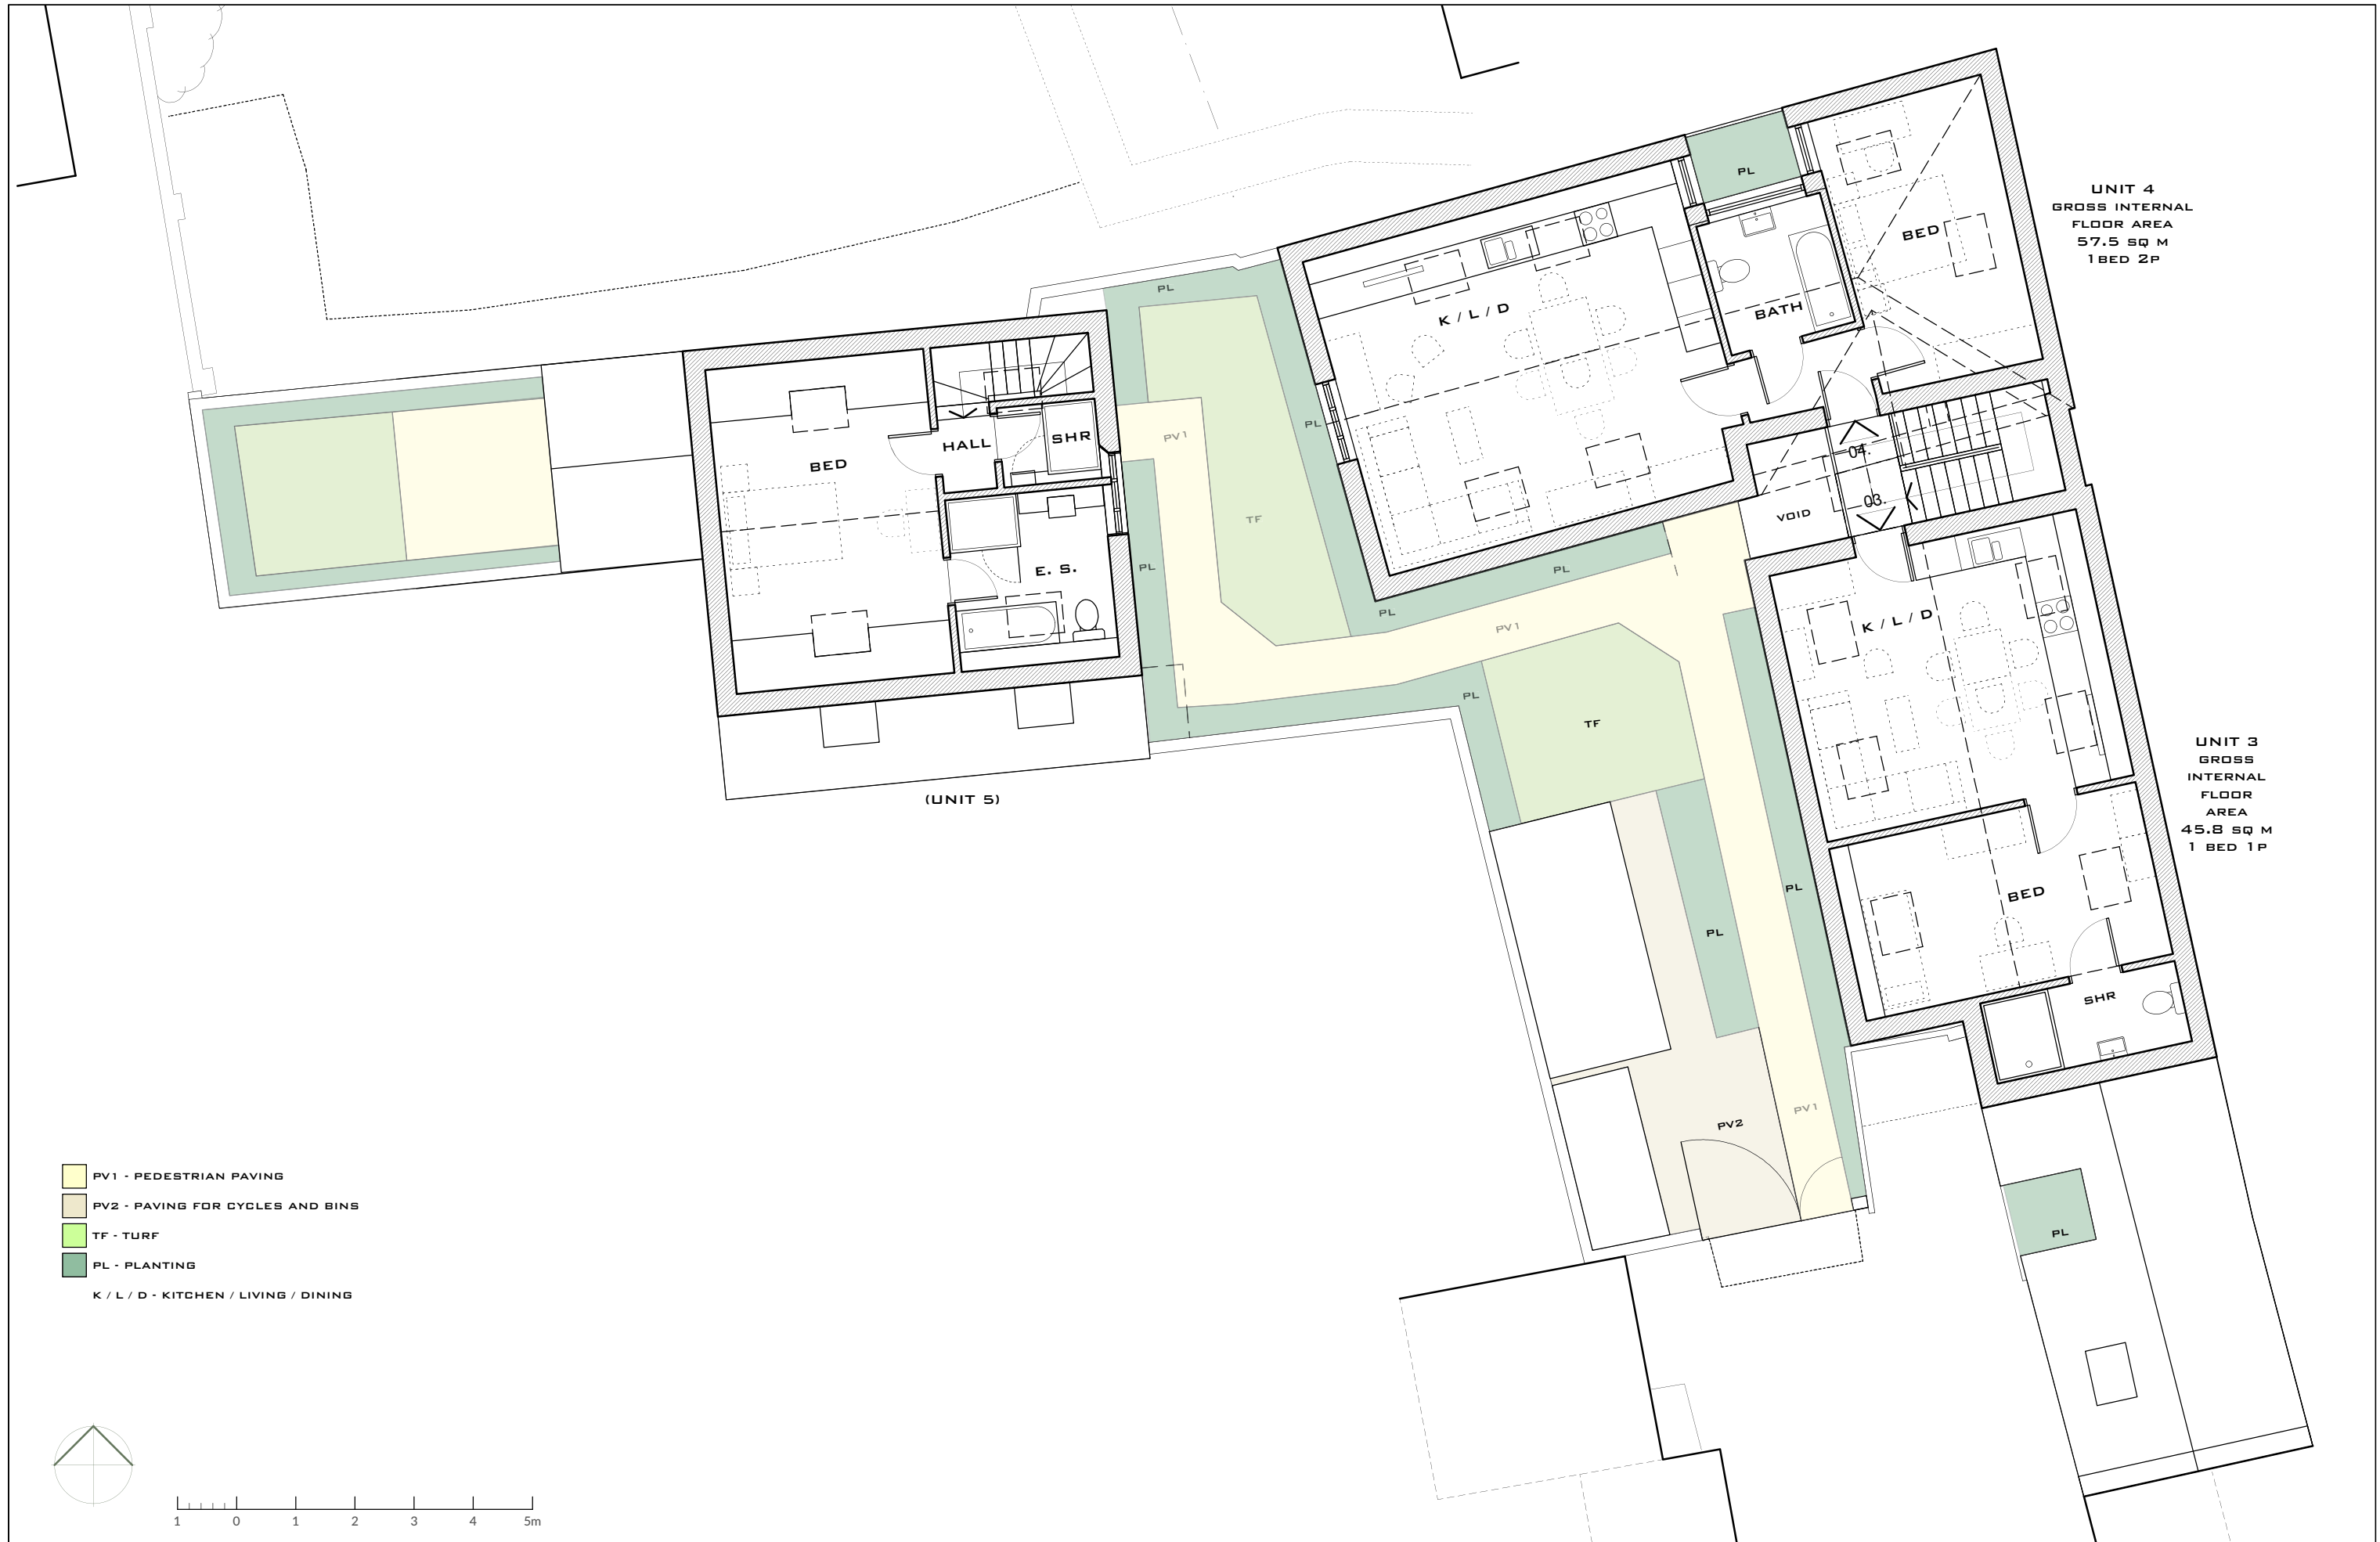 PL
UNIT 4
GROSS INTERNAL
FLOOR AREA
57.5 SQ M
1BED 2P
BED
PL
K / L / D
BATH
PL
PV1
HALL
SHR
BED
04.
03.
VOID
TF
E. S.
PL
PL
PL
K / L / D
PV1
PL
TF
UNIT 3
GROSS
INTERNAL
FLOOR
AREA
45.8 SQ M
1 BED 1P
(UNIT 5)
PL
BED
PL
SHR
PV1
PV2
PL
PV1 - PEDESTRIAN PAVING
PV2 - PAVING FOR CYCLES AND BINS
TF - TURF
PL - PLANTING
K / L / D - KITCHEN / LIVING / DINING
1 0 1 2 3 4 5m